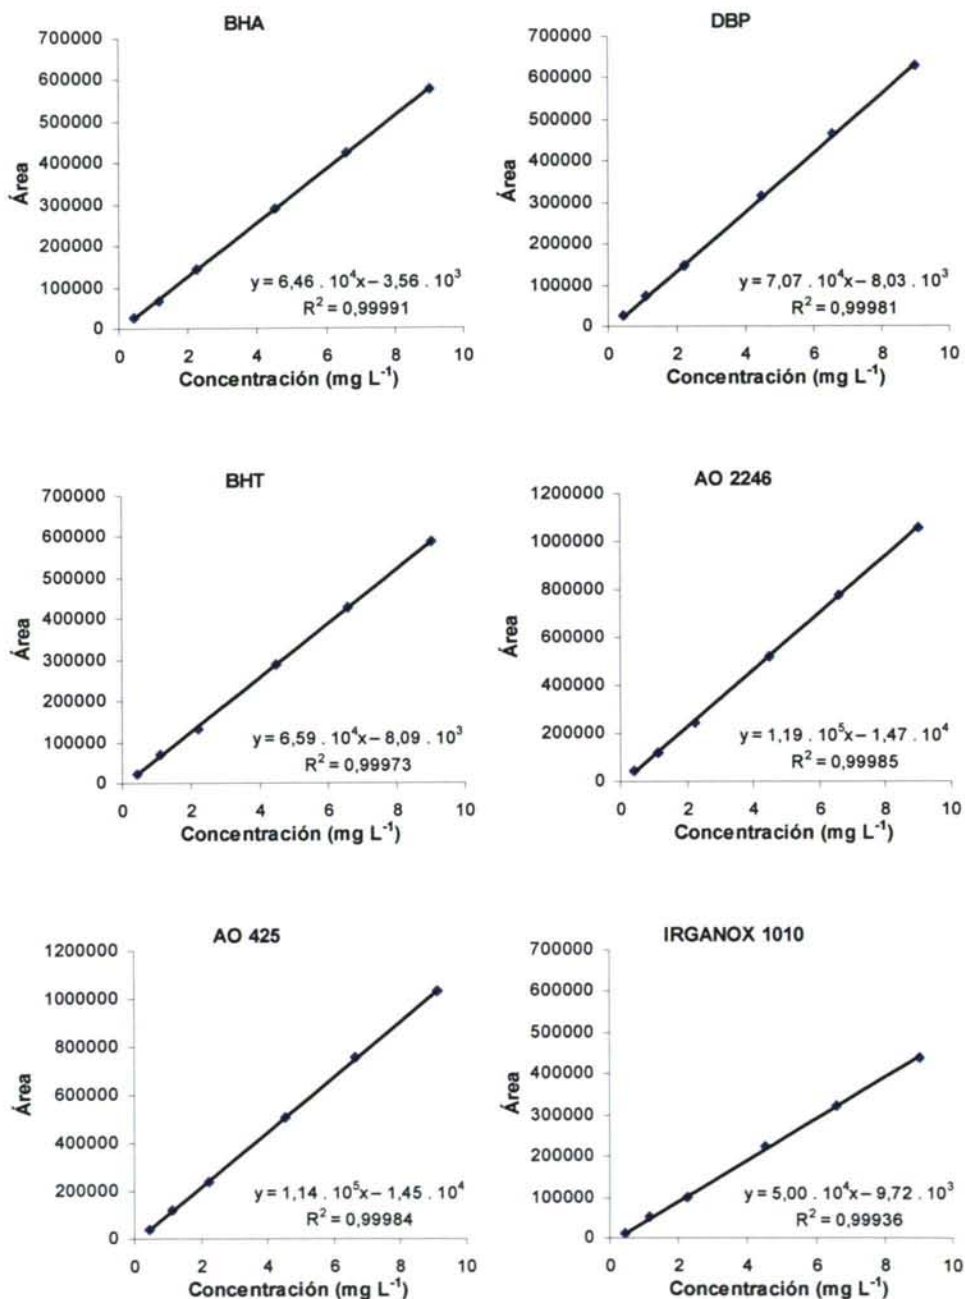 BHA
700000
600000
500000
400000
300000
200000
100000
0
Área
y = 6,46 . 10⁴x – 3,56 . 10³
R² = 0,99991
0 2 4 6 8 10
Concentración (mg L⁻¹)
DBP
700000
600000
500000
400000
300000
200000
100000
0
Área
y = 7,07 . 10⁴x – 8,03 . 10³
R² = 0,99981
0 2 4 6 8 10
Concentración (mg L⁻¹)
BHT
700000
600000
500000
400000
300000
200000
100000
0
Área
y = 6,59 . 10⁴x – 8,09 . 10³
R² = 0,99973
0 2 4 6 8 10
Concentración (mg L⁻¹)
AO 2246
1200000
1000000
800000
600000
400000
200000
0
Área
y = 1,19 . 10⁵x – 1,47 . 10⁴
R² = 0,99985
0 2 4 6 8 10
Concentración (mg L⁻¹)
AO 425
1200000
1000000
800000
600000
400000
200000
0
Área
y = 1,14 . 10⁵x – 1,45 . 10⁴
R² = 0,99984
0 2 4 6 8 10
Concentración (mg L⁻¹)
IRGANOX 1010
700000
600000
500000
400000
300000
200000
100000
0
Área
y = 5,00 . 10⁴x – 9,72 . 10³
R² = 0,99936
0 2 4 6 8 10
Concentración (mg L⁻¹)